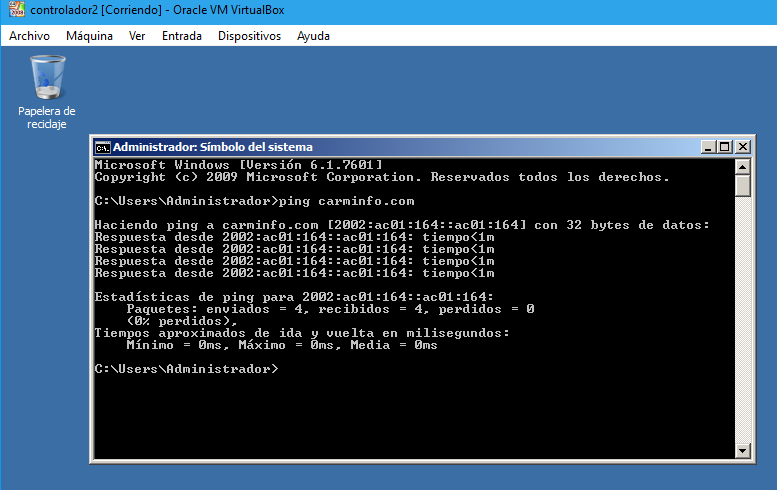 controlador2 [Corriendo] - Oracle VM VirtualBox
Archivo Máquina Ver Entrada Dispositivos Ayuda
Papelera de
reciclaje
Administrador: Símbolo del sistema
Microsoft Windows [Versión 6.1.7601]
Copyright (c) 2009 Microsoft Corporation. Reservados todos los derechos.
C:\Users\Administrador>ping carminfo.com
Haciendo ping a carminfo.com [2002:ac01:164::ac01:164] con 32 bytes de datos:
Respuesta desde 2002:ac01:164::ac01:164: tiempo<1m
Respuesta desde 2002:ac01:164::ac01:164: tiempo<1m
Respuesta desde 2002:ac01:164::ac01:164: tiempo<1m
Respuesta desde 2002:ac01:164::ac01:164: tiempo<1m
Estadísticas de ping para 2002:ac01:164::ac01:164:
Paquetes: enviados = 4, recibidos = 4, perdidos = 0
(0% perdidos),
Tiempos aproximados de ida y vuelta en milisegundos:
Mínimo = 0ms, Máximo = 0ms, Media = 0ms
C:\Users\Administrador>